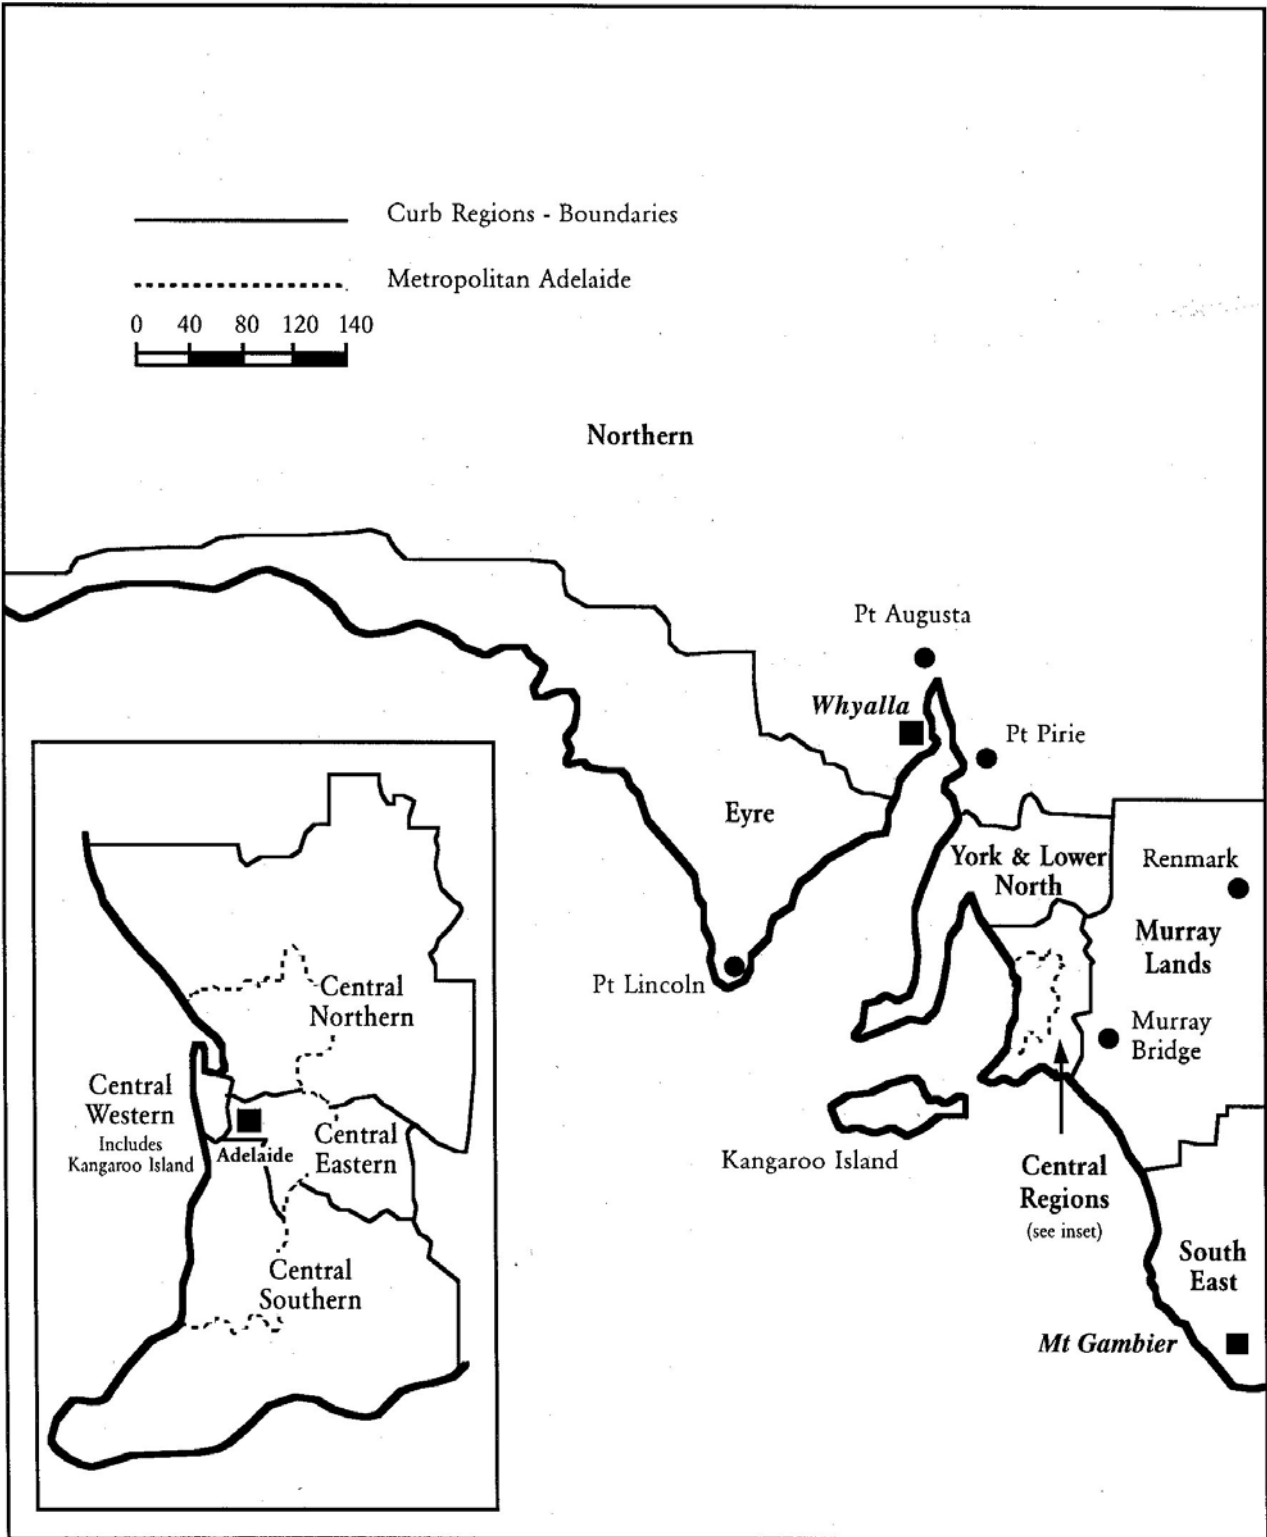 Curb Regions - Boundaries
Metropolitan Adelaide
0 40 80 120 140
Northern
Pt Augusta
Whyalla
Pt Pirie
Eyre
York & Lower
North
Renmark
Murray
Lands
Pt Lincoln
Murray
Bridge
Kangaroo Island
Central
Regions
(see inset)
South
East
Mt Gambier
Central
Northern
Central
Western
Includes
Kangaroo Island
Adelaide
Central
Eastern
Central
Southern